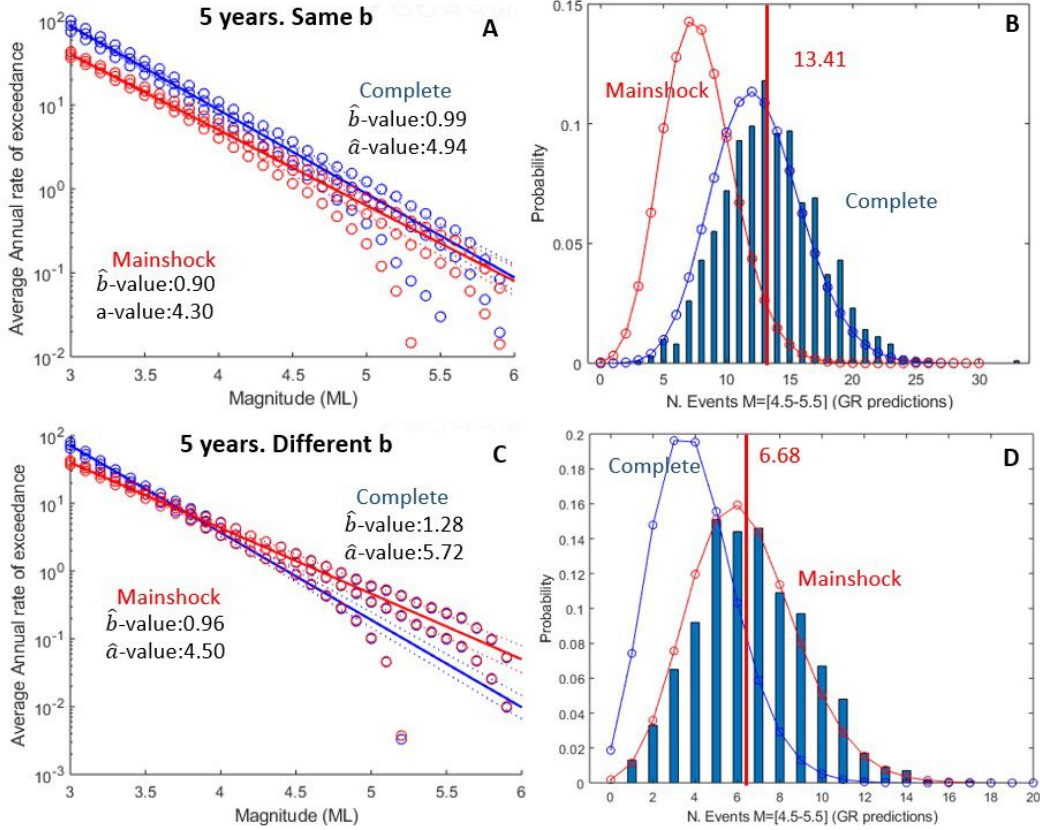 5 years. Same b
A
Complete
b̂-value:0.99
â-value:4.94
Mainshock
b̂-value:0.90
a-value:4.30
Average Annual rate of exceedance
10²
10¹
10⁰
10⁻¹
10⁻²
3 3.5 4 4.5 5 5.5 6
Magnitude (ML)
B
13.41
Mainshock
Complete
Probability
0.15
0.1
0.05
0
0 5 10 15 20 25 30
N. Events M=[4.5-5.5] (GR predictions)
5 years. Different b
C
Complete
b̂-value:1.28
â-value:5.72
Mainshock
b̂-value:0.96
â-value:4.50
Average Annual rate of exceedance
10²
10¹
10⁰
10⁻¹
10⁻²
10⁻³
3 3.5 4 4.5 5 5.5 6
Magnitude (ML)
D
Complete
6.68
Mainshock
Probability
0.2
0.18
0.16
0.14
0.12
0.1
0.08
0.06
0.04
0.02
0
0 2 4 6 8 10 12 14 16 18 20
N. Events M=[4.5-5.5] (GR predictions)